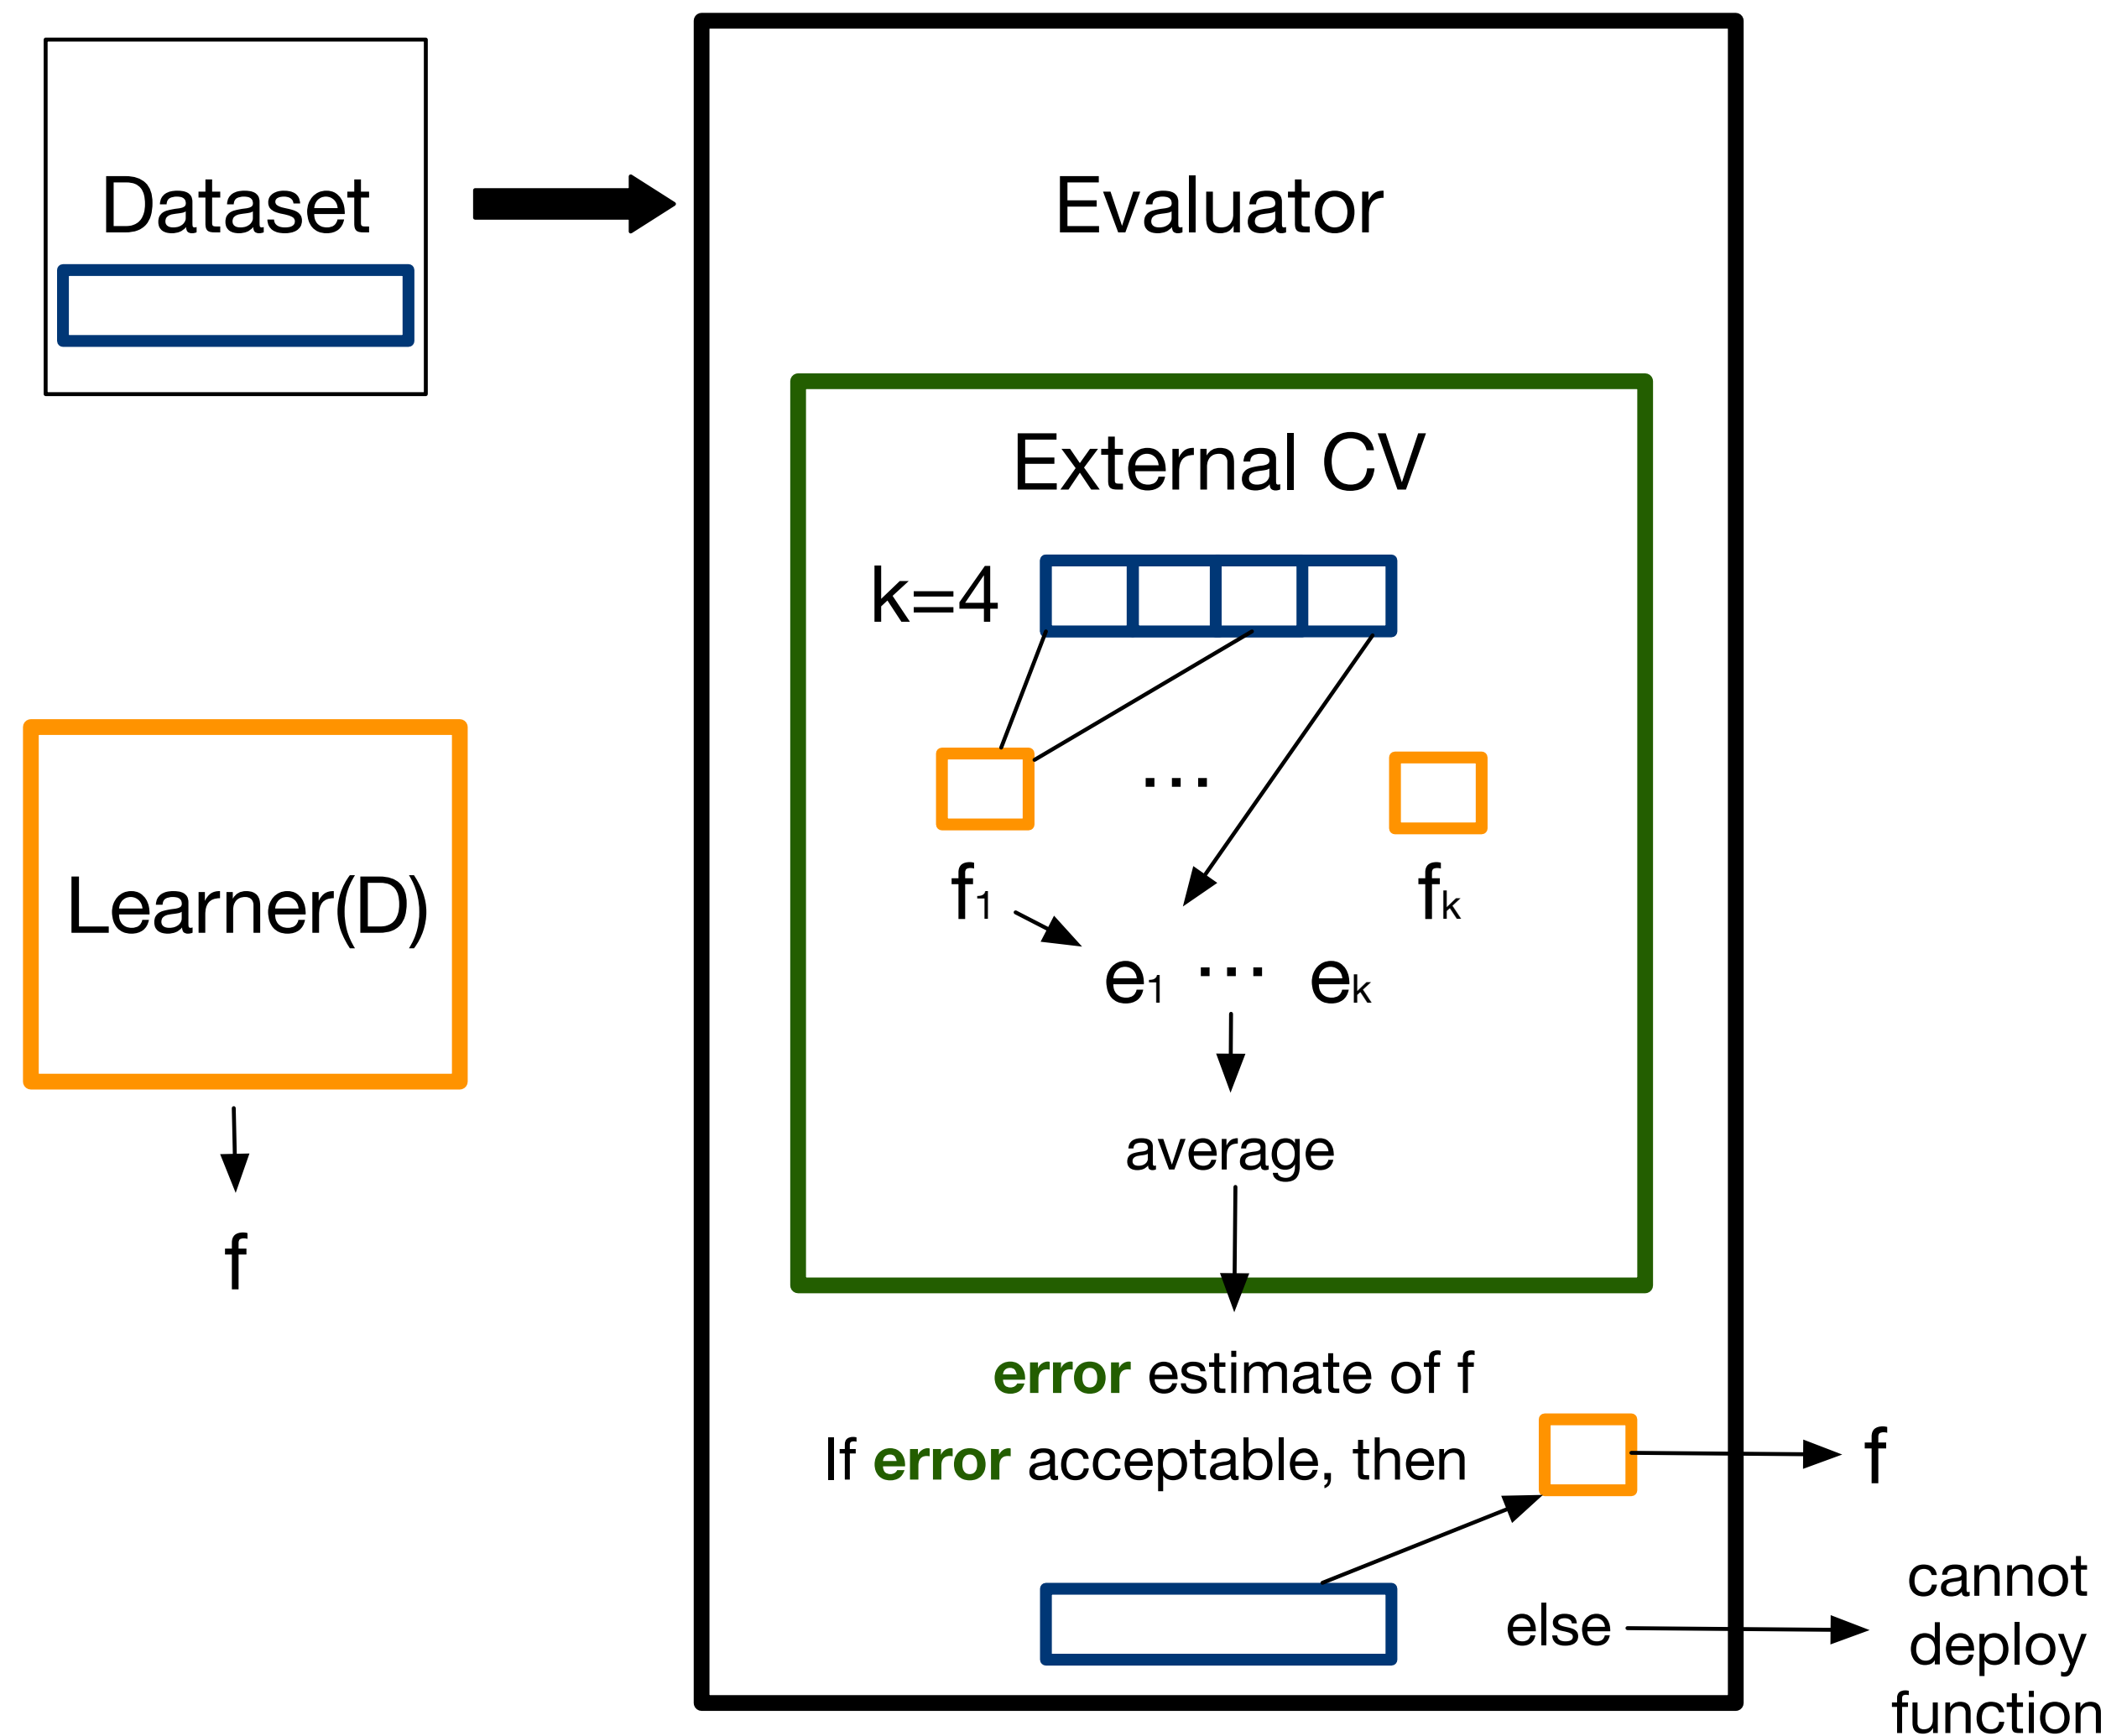 Dataset
Evaluator
External CV
k=4
...
Learner(D)
f1
fk
e1 ... ek
average
f
error estimate of f
If error acceptable, then
f
else
cannot
deploy
function